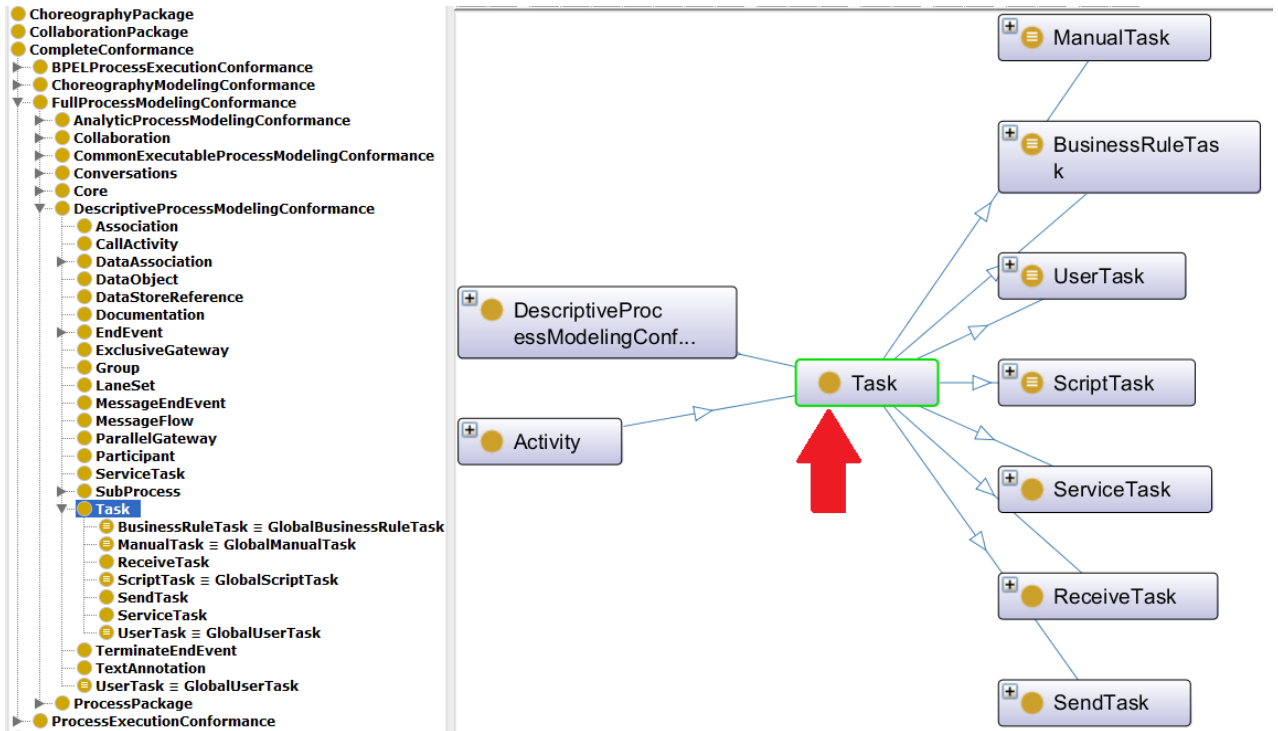 ChoreographyPackage
CollaborationPackage
CompleteConformance
BPELProcessExecutionConformance
ChoreographyModelingConformance
FullProcessModelingConformance
AnalyticProcessModelingConformance
Collaboration
CommonExecutableProcessModelingConformance
Conversations
Core
DescriptiveProcessModelingConformance
Association
CallActivity
DataAssociation
DataObject
DataStoreReference
Documentation
EndEvent
ExclusiveGateway
Group
LaneSet
MessageEndEvent
MessageFlow
ParallelGateway
Participant
ServiceTask
SubProcess
Task
BusinessRuleTask ≡ GlobalBusinessRuleTask
ManualTask ≡ GlobalManualTask
ReceiveTask
ScriptTask ≡ GlobalScriptTask
SendTask
ServiceTask
UserTask ≡ GlobalUserTask
TerminateEndEvent
TextAnnotation
UserTask ≡ GlobalUserTask
ProcessPackage
ProcessExecutionConformance
DescriptiveProc
essModelingConf...
Activity
Task
ManualTask
BusinessRuleTas
k
UserTask
ScriptTask
ServiceTask
ReceiveTask
SendTask